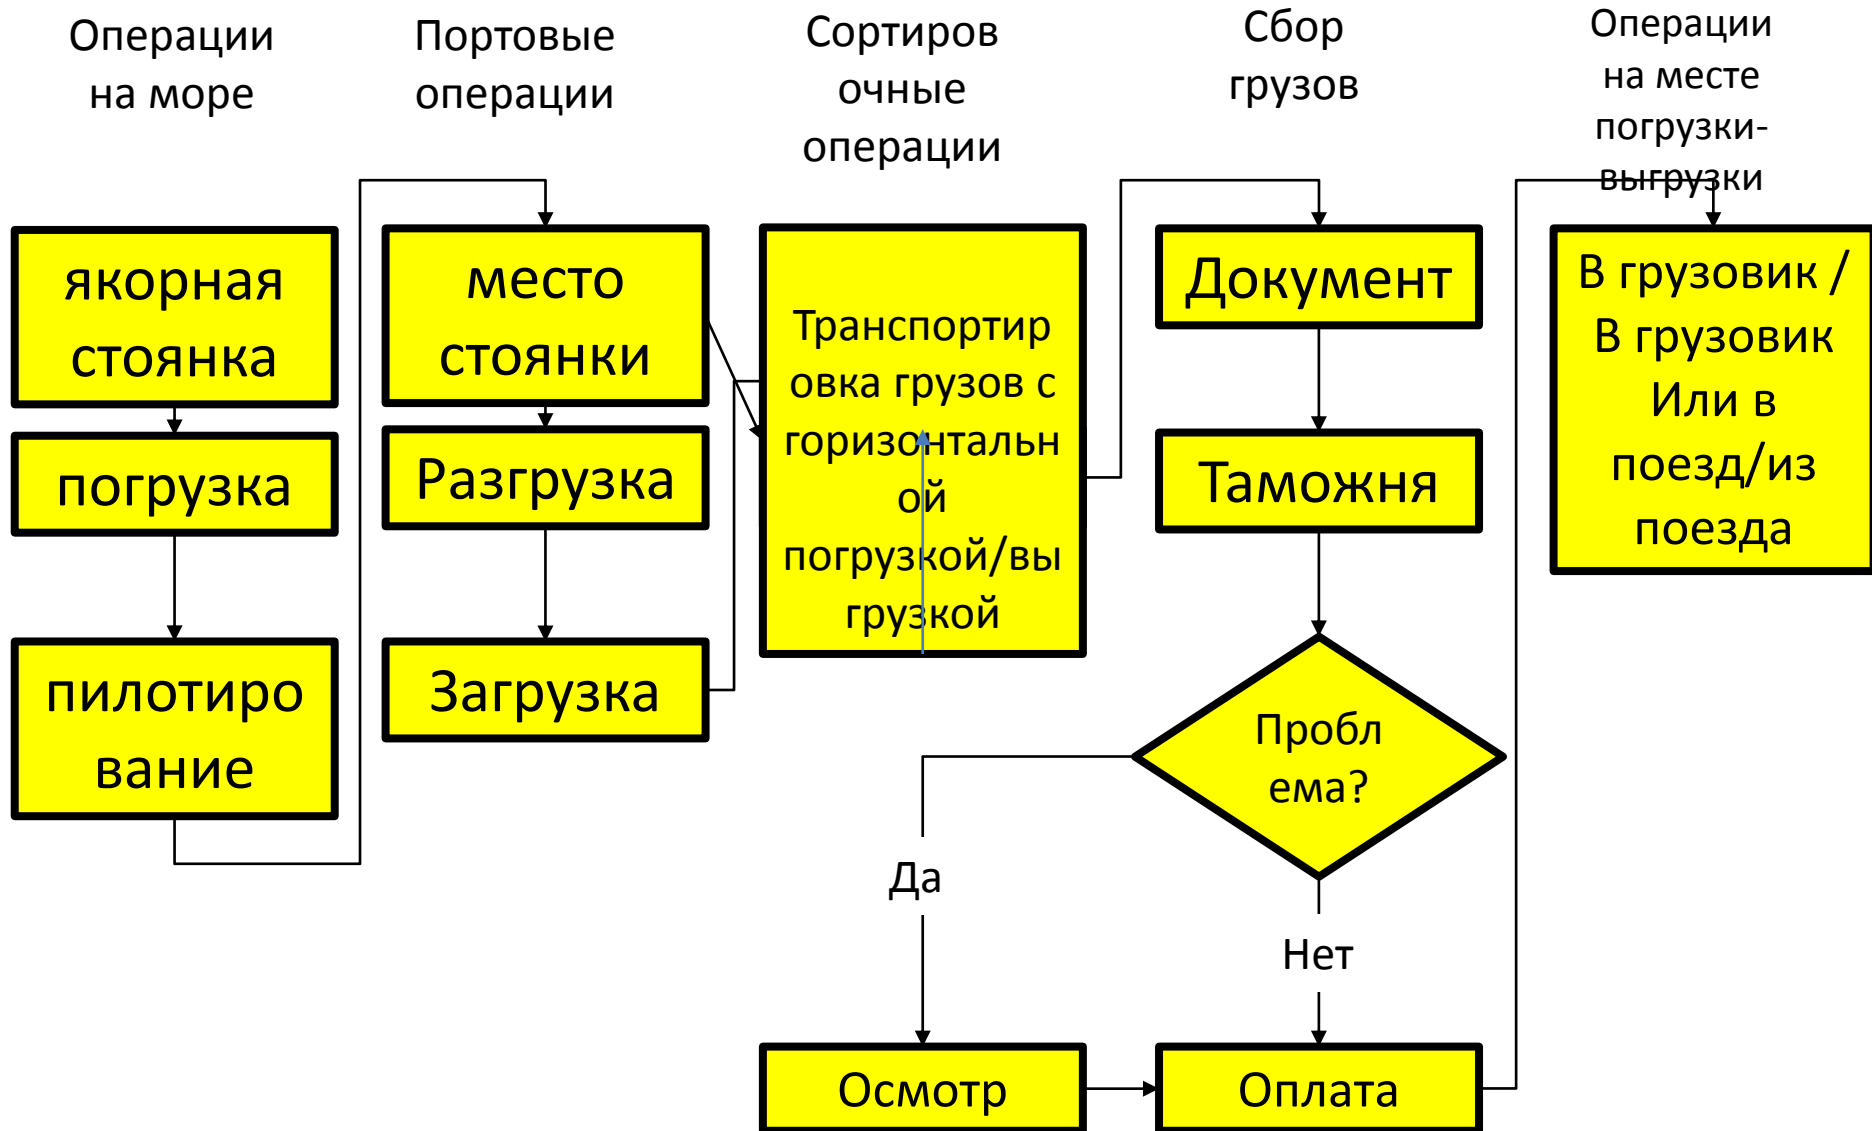 Операции
на море
Портовые
операции
Сортиров
очные
операции
Сбор
грузов
Операции
на месте
погрузки-
выгрузки
якорная
стоянка
погрузка
пилотиро
вание
место
стоянки
Разгрузка
Загрузка
Транспортир
овка грузов с
горизонтальн
ой
погрузкой/вы
грузкой
Документ
Таможня
Пробл
ема?
Да
Нет
Осмотр
Оплата
В грузовик /
В грузовик
Или в
поезд/из
поезда